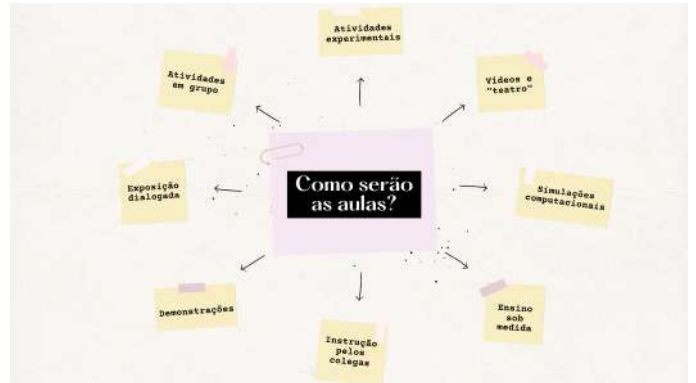 Atividades
experimentais
Atividades
em grupo
Vídeos e
"teatro"
Como serão
as aulas?
Exposição
dialogada
Simulações
computacionais
Demonstrações
Ensino
sob
medida
Instrução
pelos
colegas